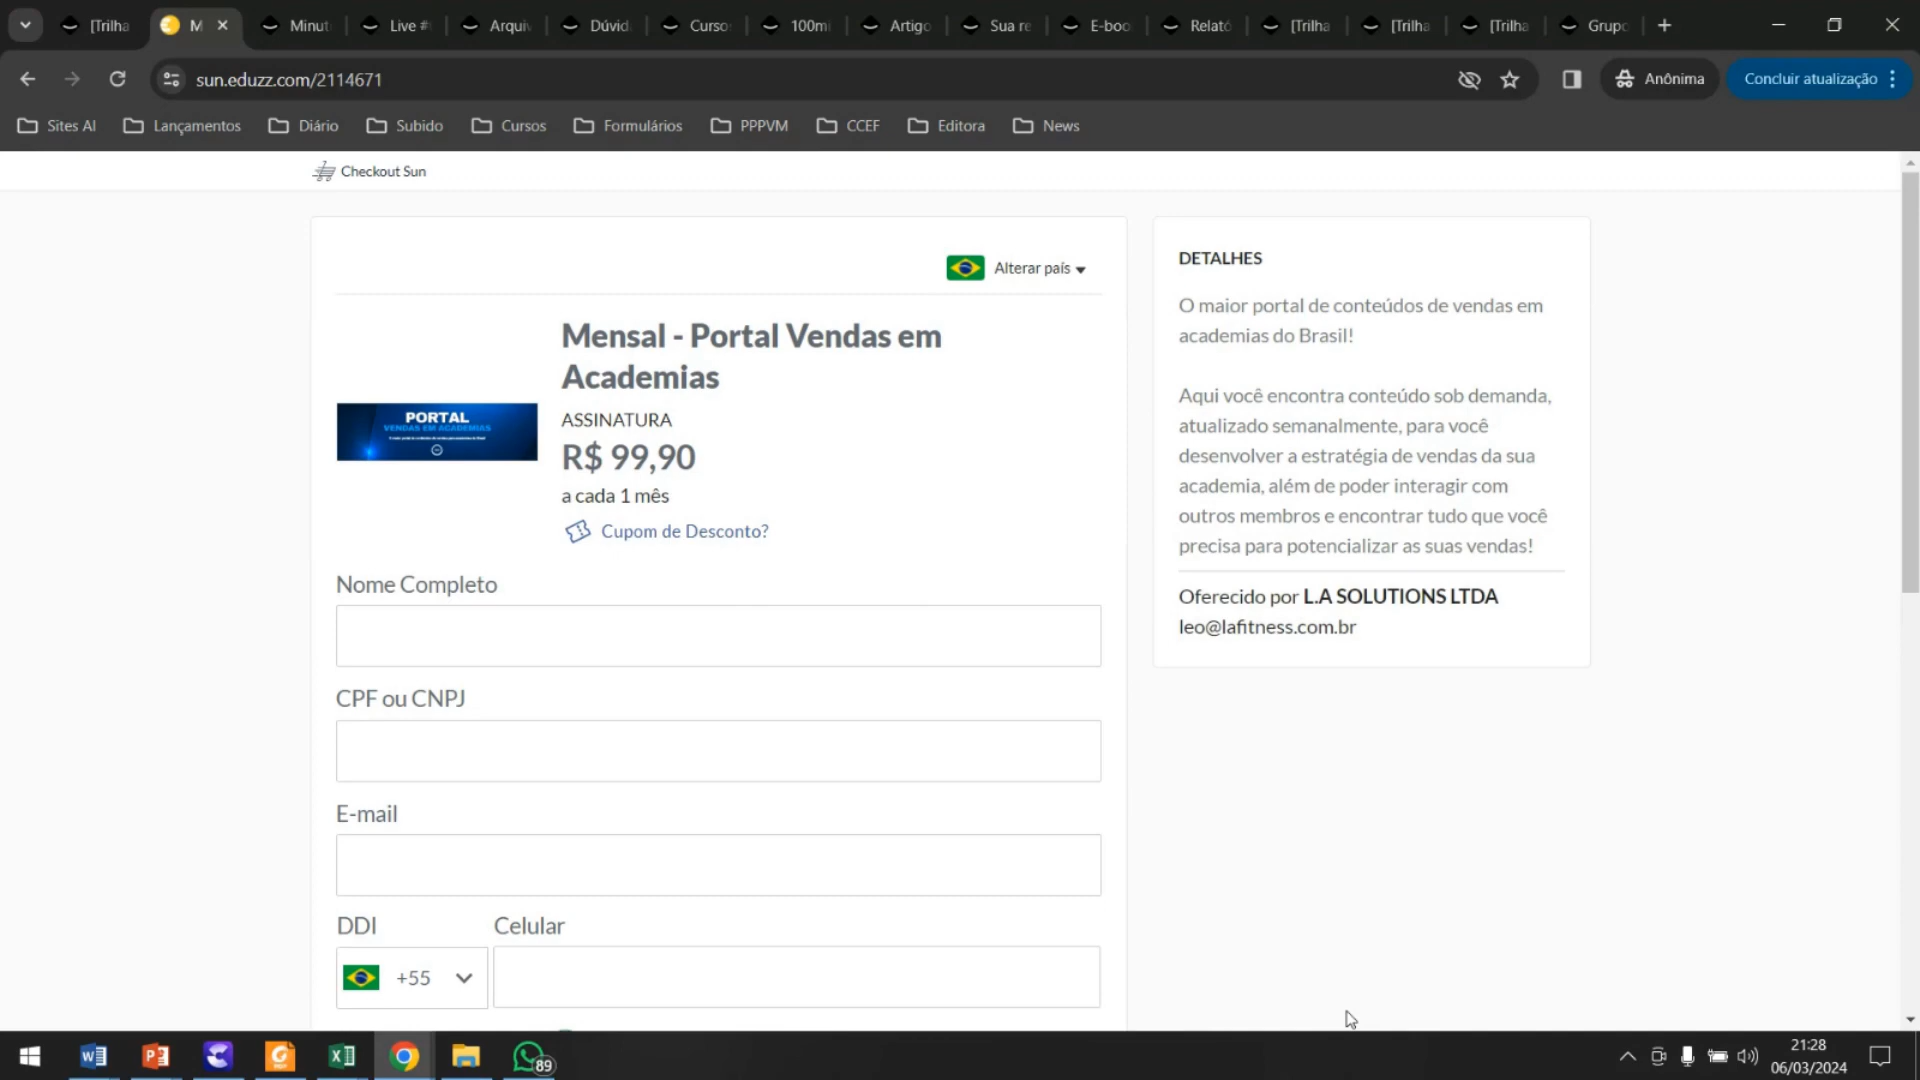 [Trilha
M
Minut
Live #
Arquiv
Dúvid
Curso
100mi
Artigo
Sua re
E-boo
Relató
[Trilha
[Trilha
[Trilha
Grupo
sun.eduzz.com/2114671
Anônima
Concluir atualização
Sites AI
Lançamentos
Diário
Subido
Cursos
Formulários
PPPVM
CCEF
Editora
News
Checkout Sun
Alterar país
Mensal - Portal Vendas em
Academias
ASSINATURA
R$ 99,90
a cada 1 mês
Cupom de Desconto?
PORTAL
VENDAS EM ACADEMIAS
Nome Completo
CPF ou CNPJ
E-mail
DDI
Celular
+55
DETALHES
O maior portal de conteúdos de vendas em
academias do Brasil!
Aqui você encontra conteúdo sob demanda,
atualizado semanalmente, para você
desenvolver a estratégia de vendas da sua
academia, além de poder interagir com
outros membros e encontrar tudo que você
precisa para potencializar as suas vendas!
Oferecido por L.A SOLUTIONS LTDA
leo@lafitness.com.br
89
21:28
06/03/2024